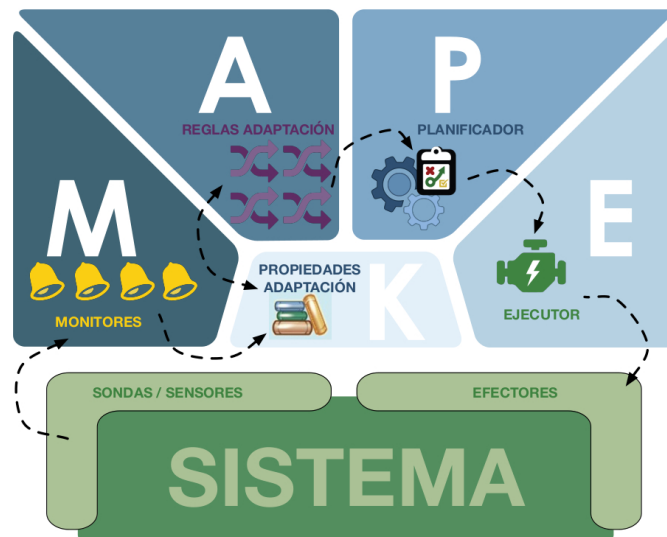 A
REGLAS ADAPTACIÓN
P
PLANIFICADOR
M
MONITORES
PROPIEDADES
ADAPTACIÓN
K
E
EJECUTOR
SONDAS / SENSORES
EFECTORES
SISTEMA